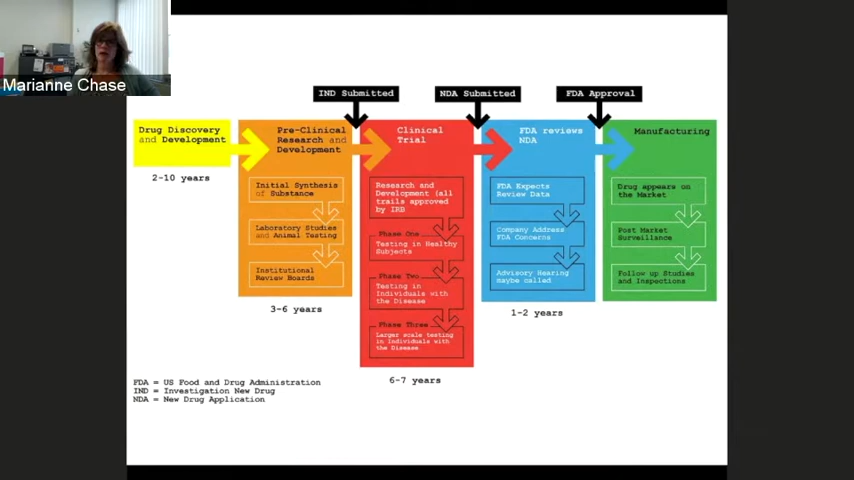 Marianne Chase
IND Submitted
NDA Submitted
FDA Approval
Drug Discovery
and Development
2-10 years
Pre-Clinical
Research and
Development
Initial Synthesis
of Substance
Laboratory Studies
and Animal Testing
Institutional
Review Boards
3-6 years
Clinical
Trial
Research and
Development (all
trails approved
by IRB
Phase One
Testing in Healthy
Subjects
Phase Two
Testing in
Individuals with
the Disease
Phase Three
Larger scale testing
in Individuals with
the Disease
6-7 years
FDA reviews
NDA
FDA Expects
Review Data
Company Address
FDA Concerns
Advisory Hearing
maybe called
1-2 years
Manufacturing
Drug appears on
the Market
Post Market
Surveillance
Follow up Studies
and Inspections
FDA = US Food and Drug Administration
IND = Investigation New Drug
NDA = New Drug Application